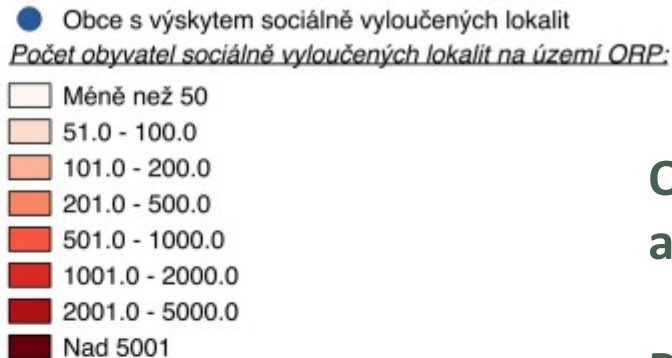 Obce s výskytem sociálně vyloučených lokalit
Počet obyvatel sociálně vyloučených lokalit na území ORP:
Méně než 50
51.0 - 100.0
101.0 - 200.0
201.0 - 500.0
501.0 - 1000.0
1001.0 - 2000.0
2001.0 - 5000.0
Nad 5001